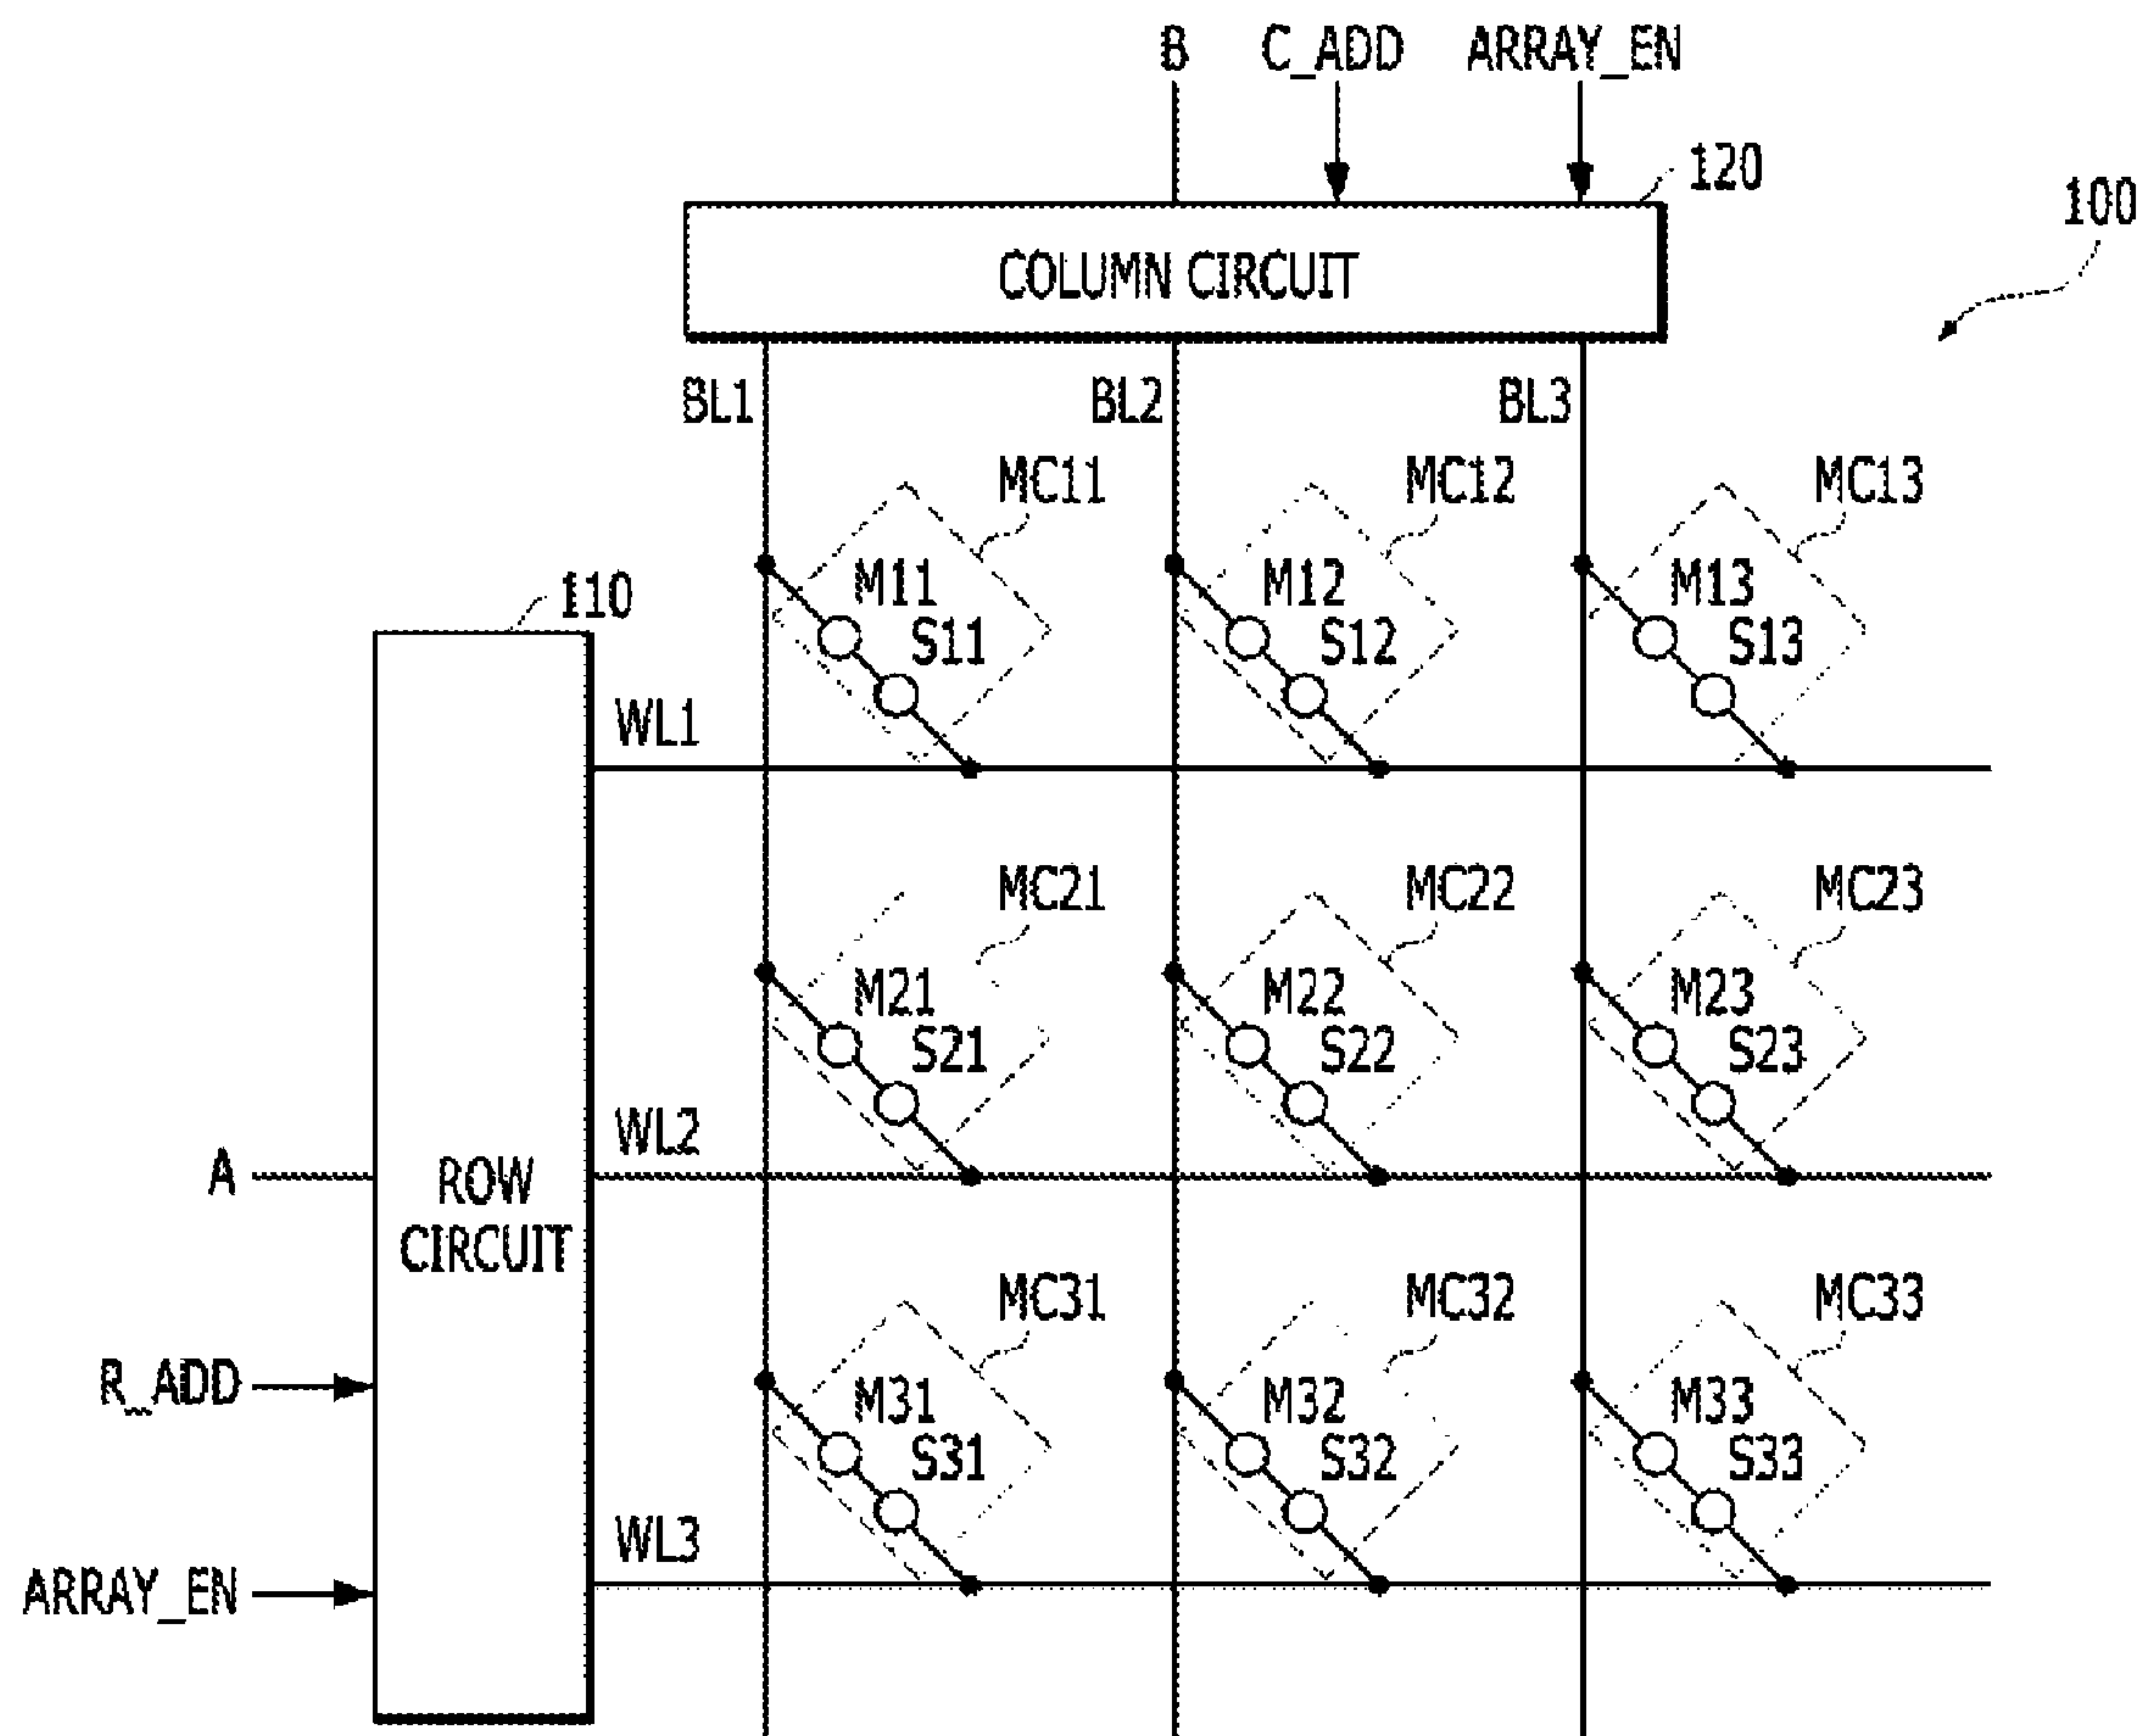 B C_ADD ARRAY_EN
120
100
COLUMN CIRCUIT
BL1 BL2 BL3
MC11 MC12 MC13
110
M11 M12 M13
S11 S12 S13
WL1
MC21 MC22 MC23
M21 M22 M23
S21 S22 S23
WL2
A
ROW
CIRCUIT
MC31 MC32 MC33
R_ADD
M31 M32 M33
S31 S32 S33
WL3
ARRAY_EN